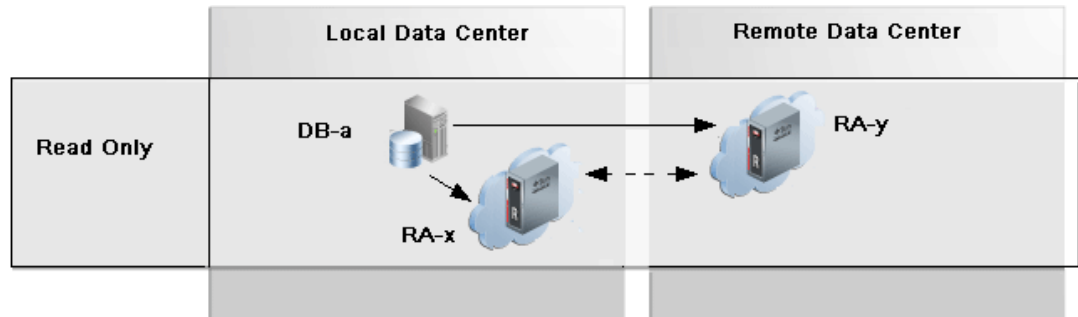 Local Data Center
Remote Data Center
Read Only
DB-a
RA-y
RA-x
R
R